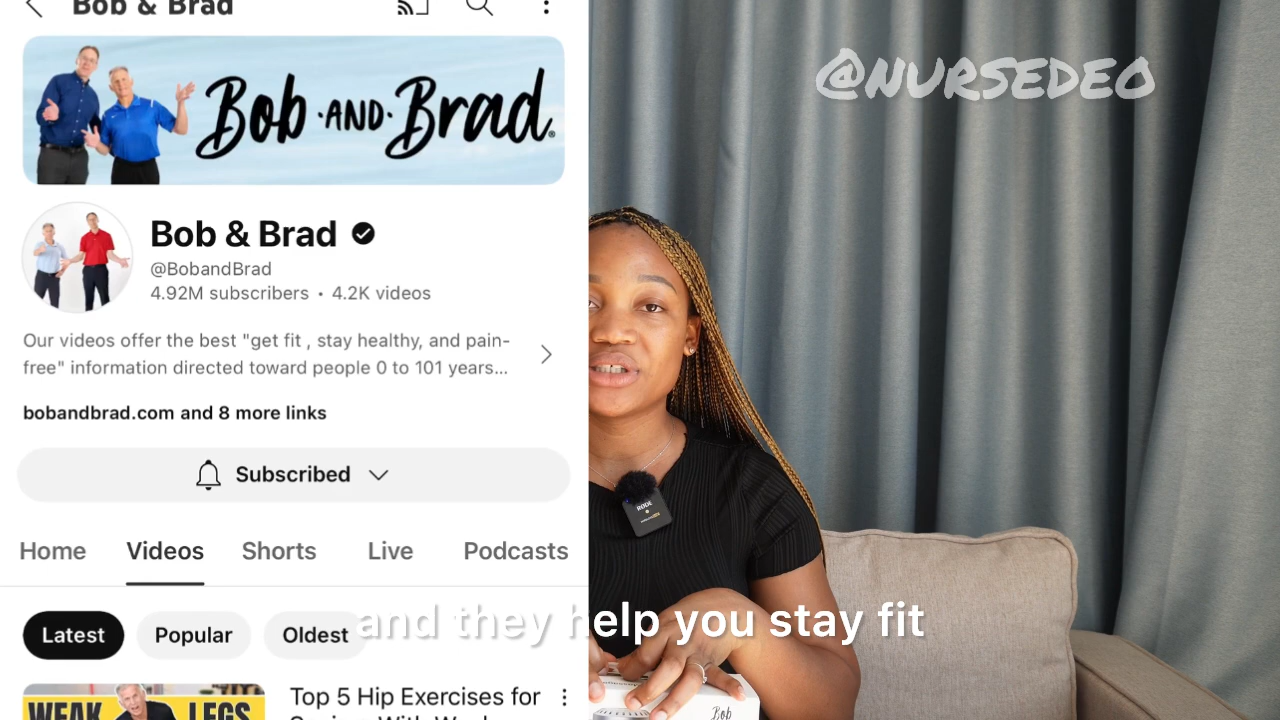 Bob & Brad
Bob AND Brad®
Bob & Brad
@BobandBrad
4.92M subscribers • 4.2K videos
Our videos offer the best "get fit , stay healthy, and pain-
free" information directed toward people 0 to 101 years...
bobandbrad.com and 8 more links
Subscribed
Home Videos Shorts Live Podcasts
Latest Popular Oldest
WEAK LEGS
Top 5 Hip Exercises for
@NURSEDEO
RODE
and they help you stay fit
Bob